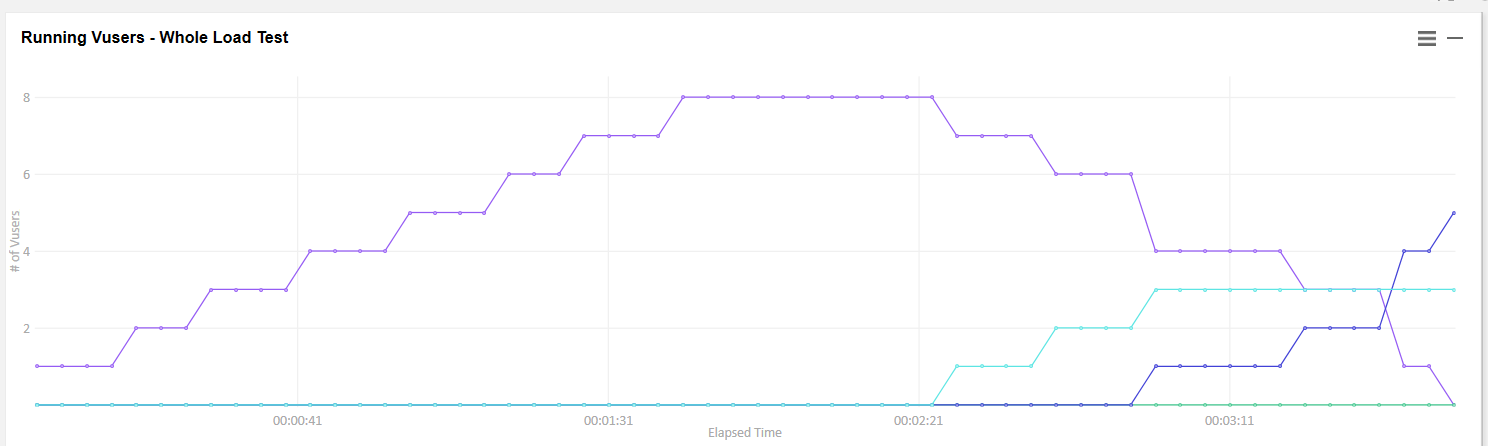 Running Vusers - Whole Load Test
8
6
4
2
# of Vusers
00:00:41 00:01:31 00:02:21 00:03:11
Elapsed Time